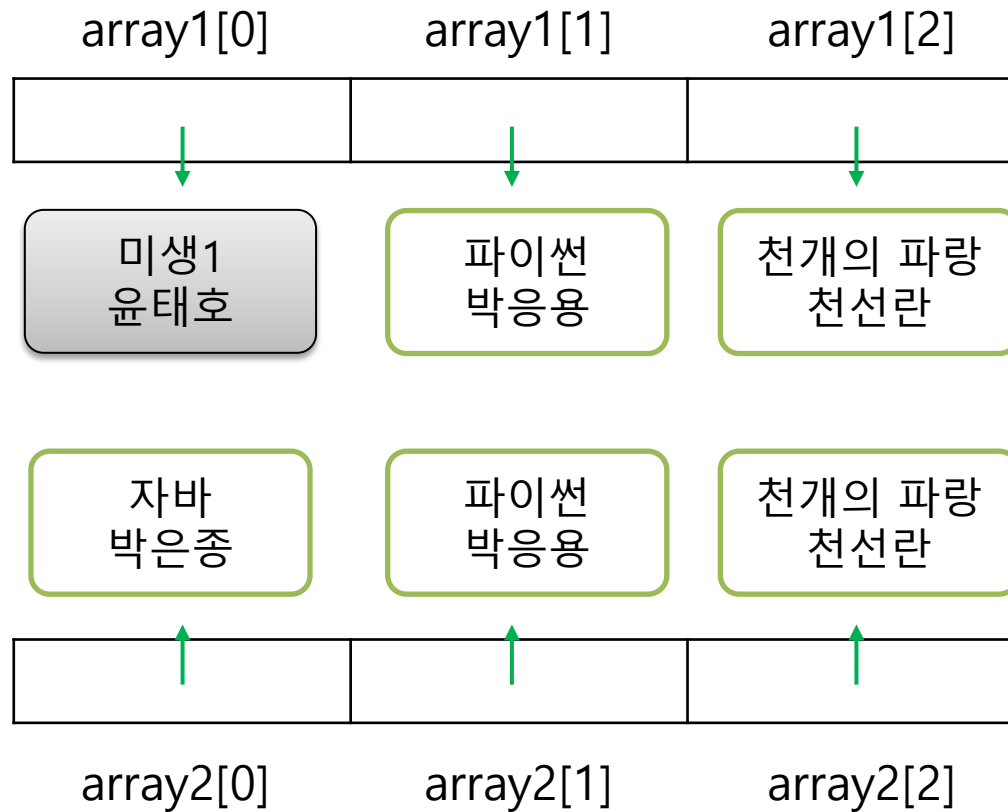 array1[0] array1[1] array1[2]
미생1
윤태호
파이썬
박응용
천개의 파랑
천선란
자바
박은종
파이썬
박응용
천개의 파랑
천선란
array2[0] array2[1] array2[2]